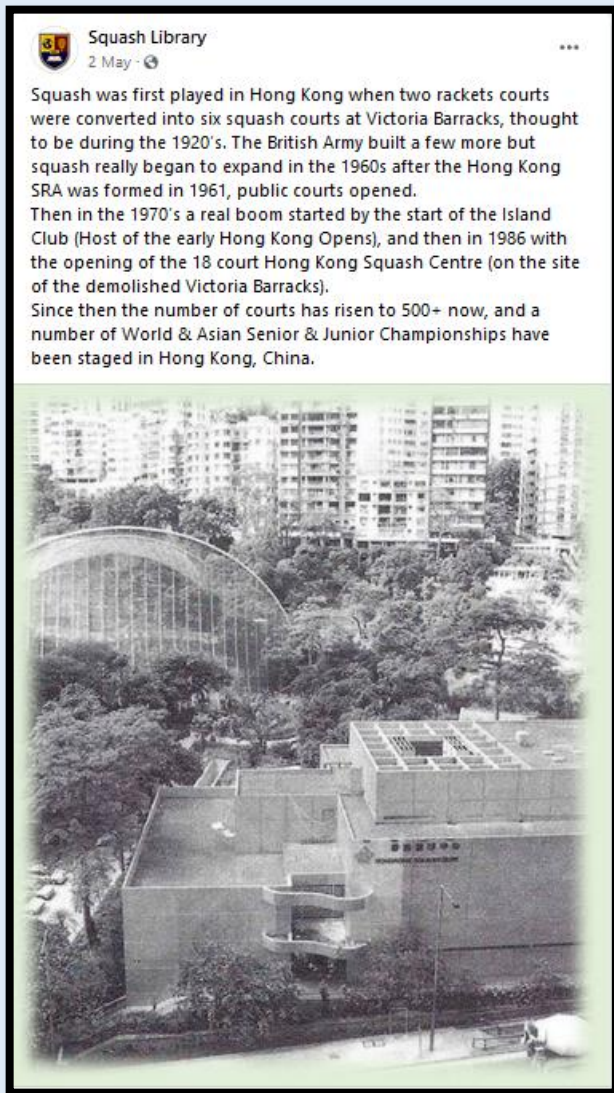 Squash Library
2 May ·
Squash was first played in Hong Kong when two rackets courts
were converted into six squash courts at Victoria Barracks, thought
to be during the 1920's. The British Army built a few more but
squash really began to expand in the 1960s after the Hong Kong
SRA was formed in 1961, public courts opened.
Then in the 1970's a real boom started by the start of the Island
Club (Host of the early Hong Kong Opens), and then in 1986 with
the opening of the 18 court Hong Kong Squash Centre (on the site
of the demolished Victoria Barracks).
Since then the number of courts has risen to 500+ now, and a
number of World & Asian Senior & Junior Championships have
been staged in Hong Kong, China.